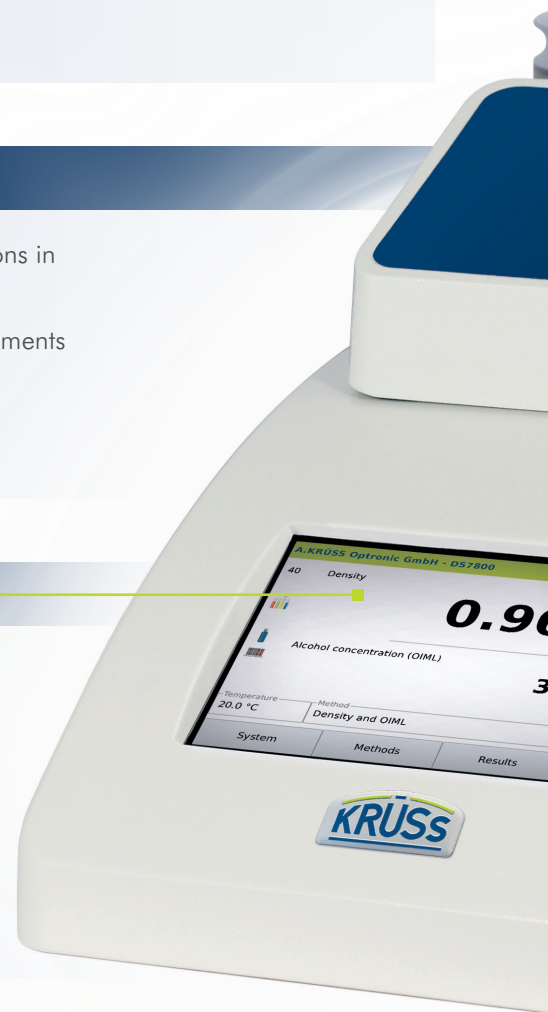 ons in
ments
A.KRÜSS Optronic GmbH - DS7800
40 Density
0.90
Alcohol concentration (OIML)
3
Temperature
20.0 °C
Method
Density and OIML
System Methods Results
KRÜSS